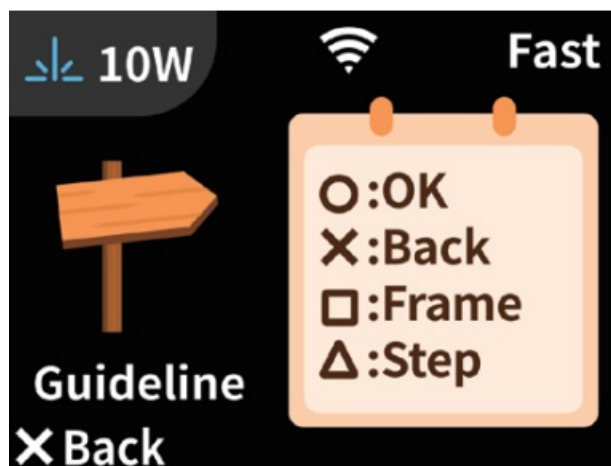 10W
Fast
○:OK
✕:Back
□:Frame
△:Step
Guideline
✕ Back